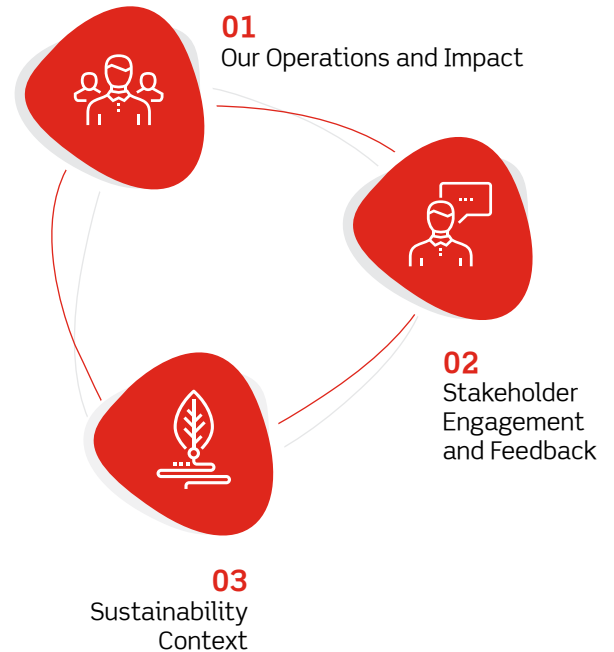 01
Our Operations and Impact
02
Stakeholder
Engagement
and Feedback
03
Sustainability
Context